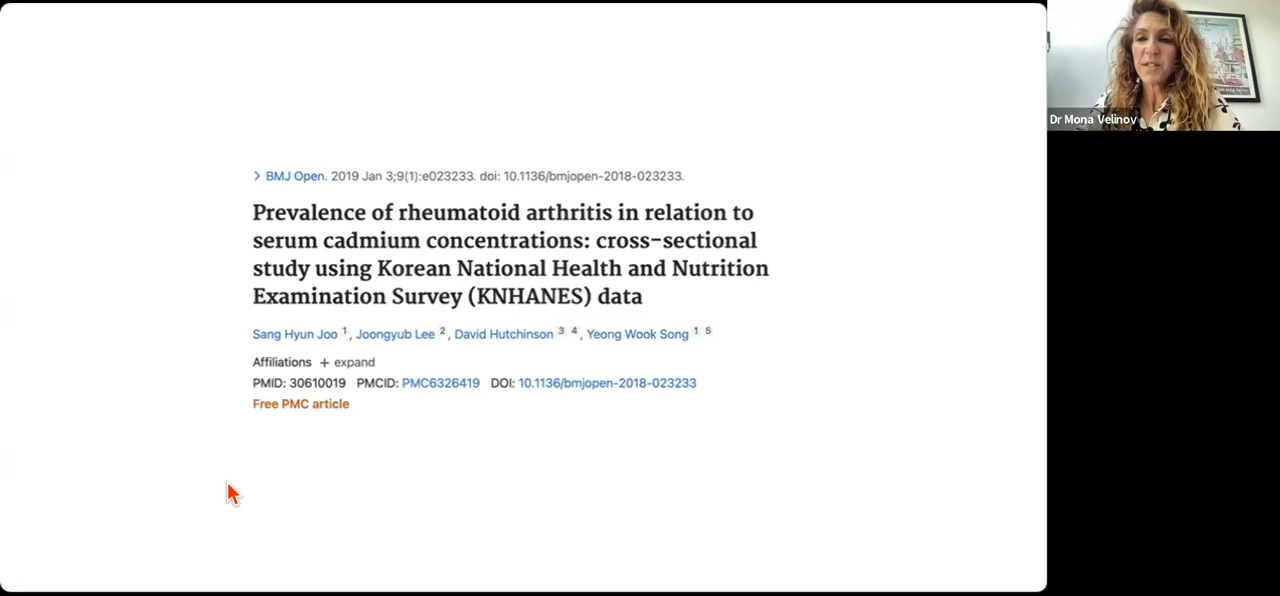 > BMJ Open. 2019 Jan 3;9(1):e023233. doi: 10.1136/bmjopen-2018-023233.
Prevalence of rheumatoid arthritis in relation to
serum cadmium concentrations: cross-sectional
study using Korean National Health and Nutrition
Examination Survey (KNHANES) data
Sang Hyun Joo 1, Joongyub Lee 2, David Hutchinson 3 4, Yeong Wook Song 1 5
Affiliations + expand
PMID: 30610019 PMCID: PMC6326419 DOI: 10.1136/bmjopen-2018-023233
Free PMC article
Dr Mona Velinov